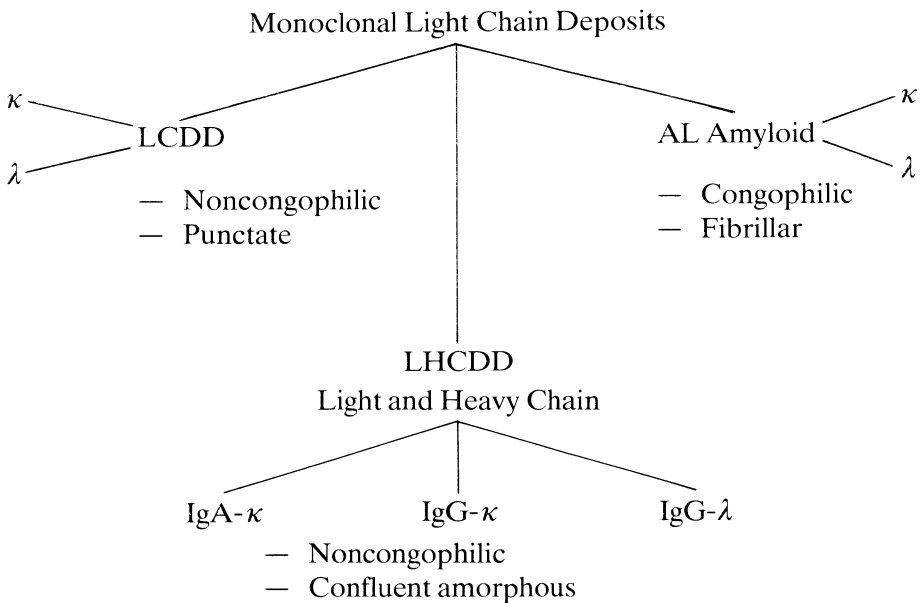 Monoclonal Light Chain Deposits
κ
κ
LCDD
AL Amyloid
λ
λ
— Noncongophilic
— Punctate
— Congophilic
— Fibrillar
LHCDD
Light and Heavy Chain
IgA-κ
IgG-κ
IgG-λ
— Noncongophilic
— Confluent amorphous